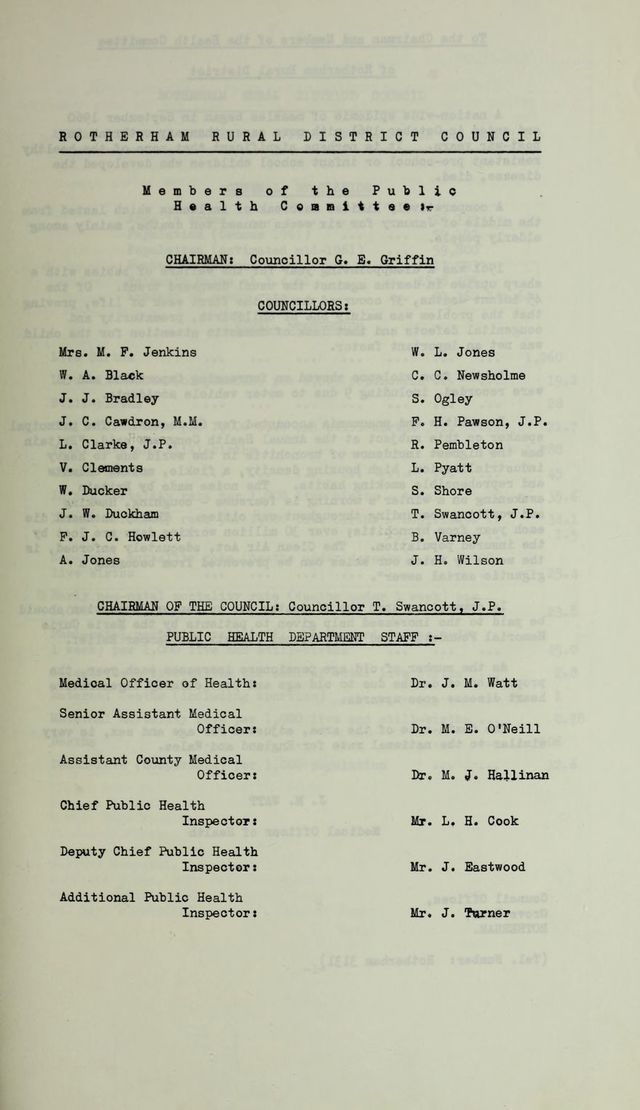 ROTHERHAM RURAL DISTRICT COUNCIL
Members of the Public
Health Committee:-
CHAIRMAN: Councillor G. E. Griffin
COUNCILLORS:
Mrs. M. F. Jenkins
W. A. Black
J. J. Bradley
J. C. Cawdron, M.M.
L. Clarke, J.P.
V. Clements
W. Ducker
J. W. Duckham
F. J. C. Howlett
A. Jones
W. L. Jones
C. C. Newsholme
S. Ogley
F. H. Pawson, J.P.
R. Pembleton
L. Pyatt
S. Shore
T. Swancott, J.P.
B. Varney
J. H. Wilson
CHAIRMAN OF THE COUNCIL: Councillor T. Swancott, J.P.
PUBLIC HEALTH DEPARTMENT STAFF :-
Medical Officer of Health: Dr. J. M. Watt
Senior Assistant Medical
Officer: Dr. M. E. O'Neill
Assistant County Medical
Officer: Dr. M. J. Hallinan
Chief Public Health
Inspector: Mr. L. H. Cook
Deputy Chief Public Health
Inspector: Mr. J. Eastwood
Additional Public Health
Inspector: Mr. J. Turner